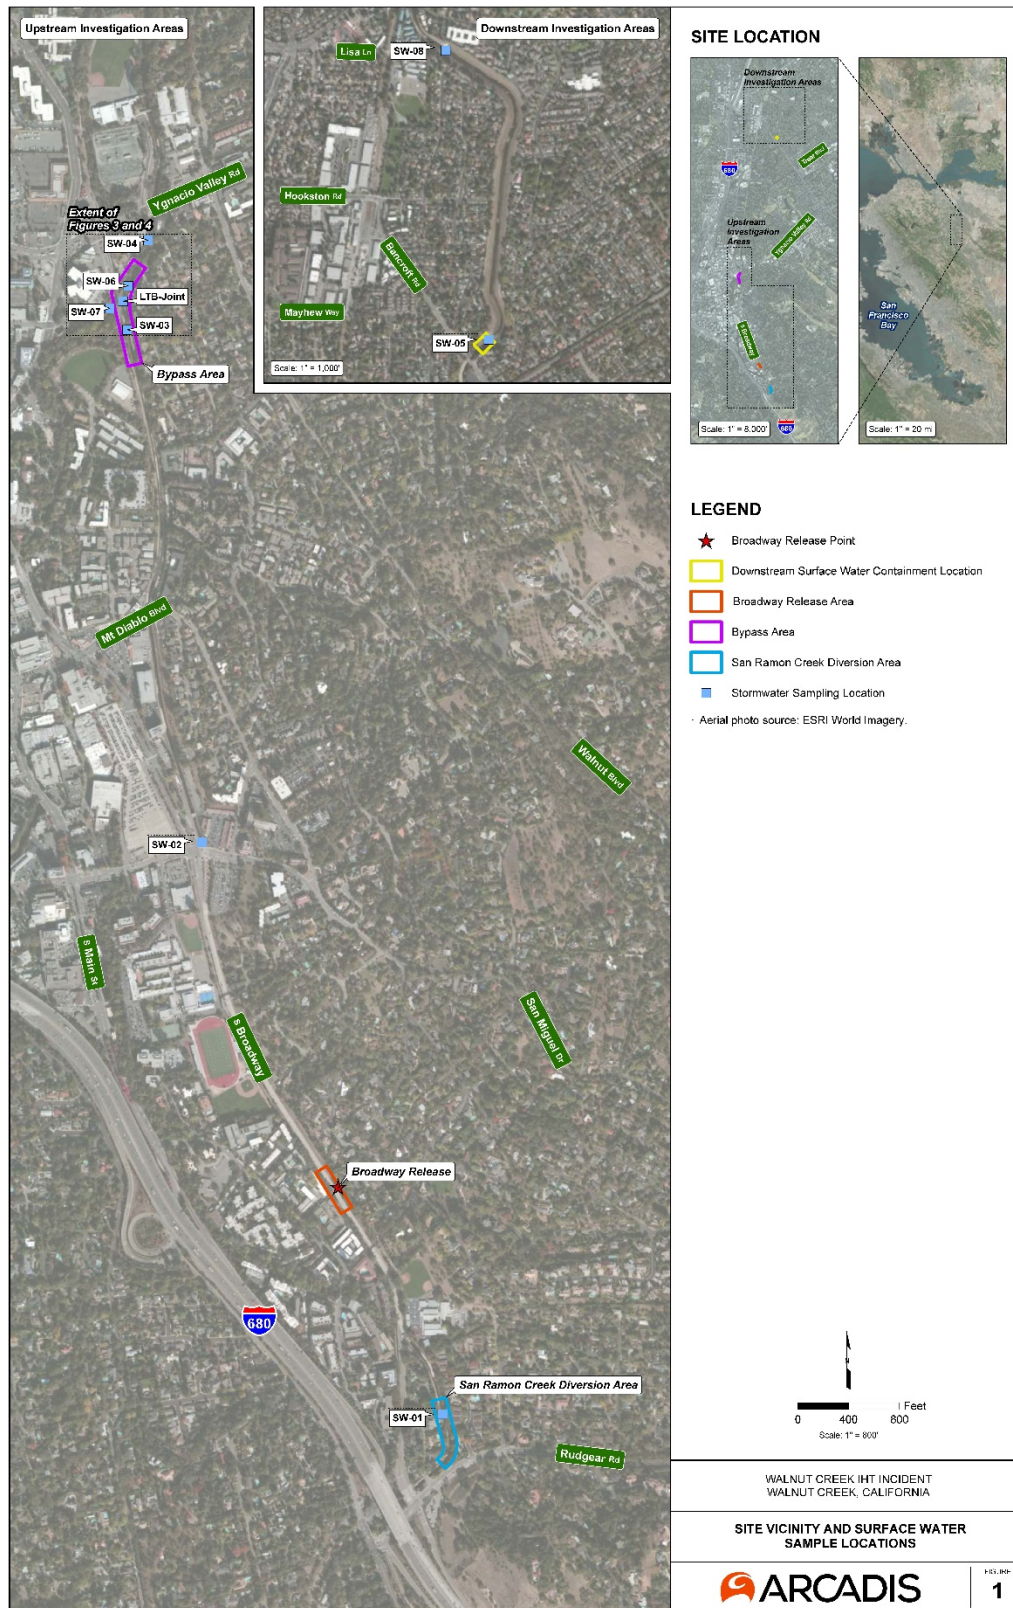 Upstream Investigation Areas
Ygnacio Valley Rd
Extent of
Figures 3 and 4
SW-04
SW-06
LTB-Joint
SW-07
SW-03
Bypass Area
Downstream Investigation Areas
Lisa Ln
SW-08
Hookston Rd
Bancroft Rd
Mayhew Way
SW-05
Scale: 1" = 1,000'
Mt Diablo Blvd
Walnut Blvd
SW-02
S Main St
S Broadway
San Miguel Dr
Broadway Release
680
San Ramon Creek Diversion Area
SW-01
Rudgear Rd
SITE LOCATION
Downstream
Investigation Areas
680
Treat Blvd
Upstream
Investigation
Areas
Ygnacio Valley Rd
S Broadway
Scale: 1" = 8,000'
680
San
Francisco
Bay
Scale: 1" = 20 mi
LEGEND
Broadway Release Point
Downstream Surface Water Containment Location
Broadway Release Area
Bypass Area
San Ramon Creek Diversion Area
Stormwater Sampling Location
· Aerial photo source: ESRI World Imagery.
N
Feet
0 400 800
Scale: 1" = 800'
WALNUT CREEK IHT INCIDENT
WALNUT CREEK, CALIFORNIA
SITE VICINITY AND SURFACE WATER
SAMPLE LOCATIONS
ARCADIS
FIGURE
1